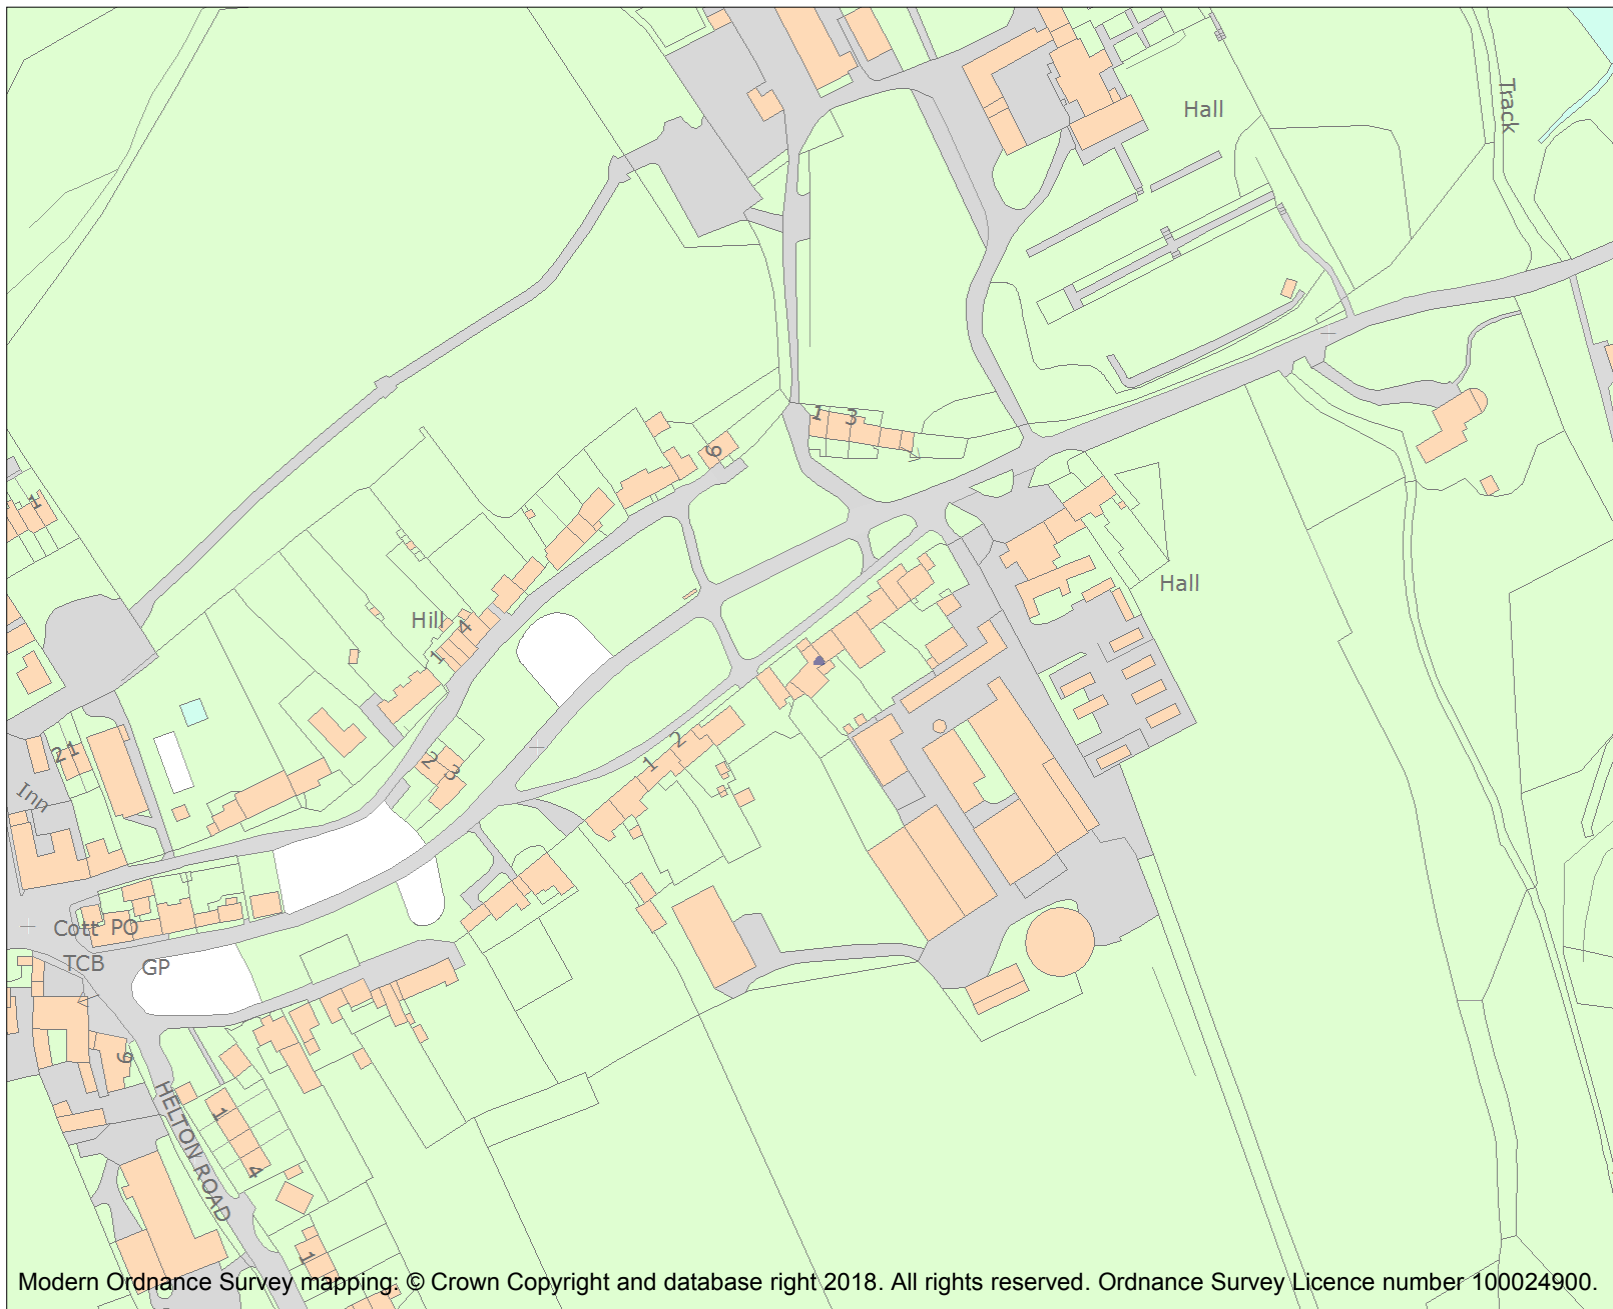 Hall
Track
1 3
6
1
Hill
4
1
2
3
2
1
2 1
Inn
Cott PO
TCB
GP
6
HELTON ROAD
1
4
1
Modern Ordnance Survey mapping: © Crown Copyright and database right 2018. All rights reserved. Ordnance Survey Licence number 100024900.
Hall